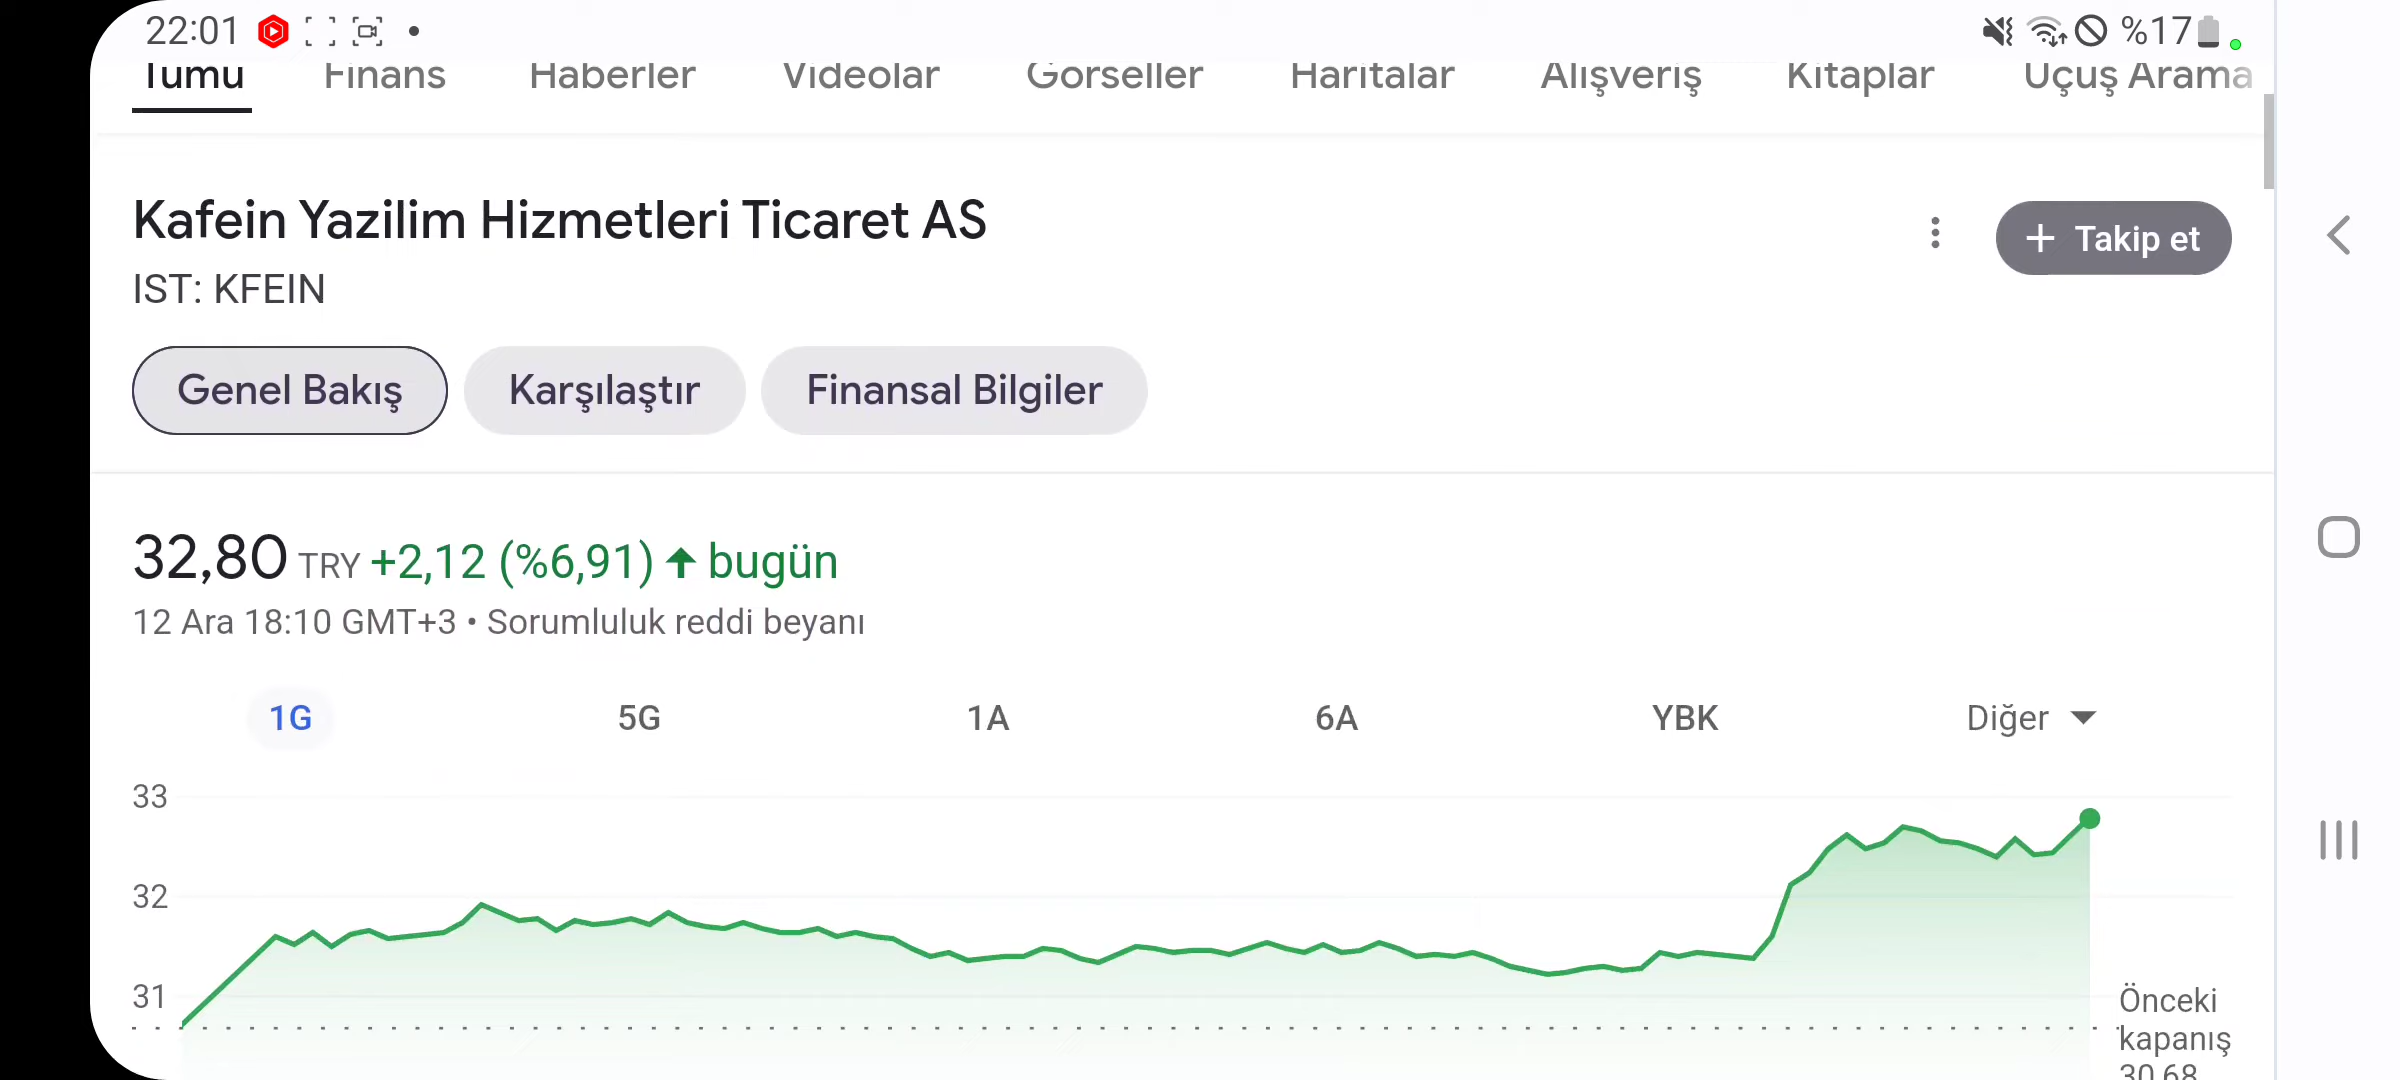 22:01 %17
Tümü Finans Haberler Videolar Görseller Haritalar Alışveriş Kitaplar Uçuş Arama
Kafein Yazilim Hizmetleri Ticaret AS
+ Takip et
IST: KFEIN
Genel Bakış Karşılaştır Finansal Bilgiler
32,80 TRY +2,12 (%6,91) ↑ bugün
12 Ara 18:10 GMT+3 • Sorumluluk reddi beyanı
1G 5G 1A 6A YBK Diğer
33
32
31
Önceki
kapanış
30,68